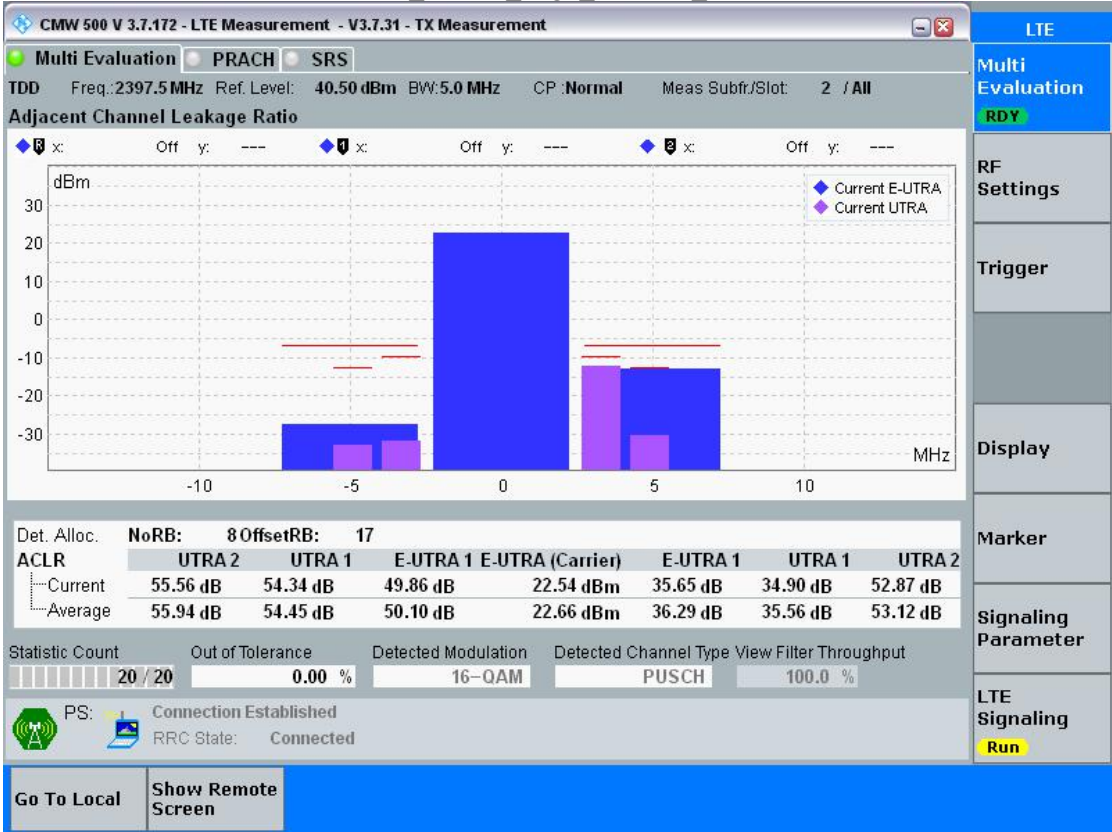 CMW 500 V 3.7.172 - LTE Measurement - V3.7.31 - TX Measurement
LTE
Multi Evaluation PRACH SRS
TDD Freq.:2397.5 MHz Ref. Level: 40.50 dBm BW:5.0 MHz CP :Normal Meas Subfr./Slot: 2 / All
Adjacent Channel Leakage Ratio
R x: Off y: --- 1 x: Off y: --- 2 x: Off y: ---
dBm
Current E-UTRA
Current UTRA
30
20
10
0
-10
-20
-30
MHz
-10 -5 0 5 10
Det. Alloc. NoRB: 8 OffsetRB: 17
ACLR UTRA 2 UTRA 1 E-UTRA 1 E-UTRA (Carrier) E-UTRA 1 UTRA 1 UTRA 2
Current 55.56 dB 54.34 dB 49.86 dB 22.54 dBm 35.65 dB 34.90 dB 52.87 dB
Average 55.94 dB 54.45 dB 50.10 dB 22.66 dBm 36.29 dB 35.56 dB 53.12 dB
Statistic Count Out of Tolerance Detected Modulation Detected Channel Type View Filter Throughput
20 / 20 0.00 % 16-QAM PUSCH 100.0 %
PS: Connection Established
RRC State: Connected
Multi
Evaluation
RDY
RF
Settings
Trigger
Display
Marker
Signaling
Parameter
LTE
Signaling
Run
Go To Local
Show Remote
Screen